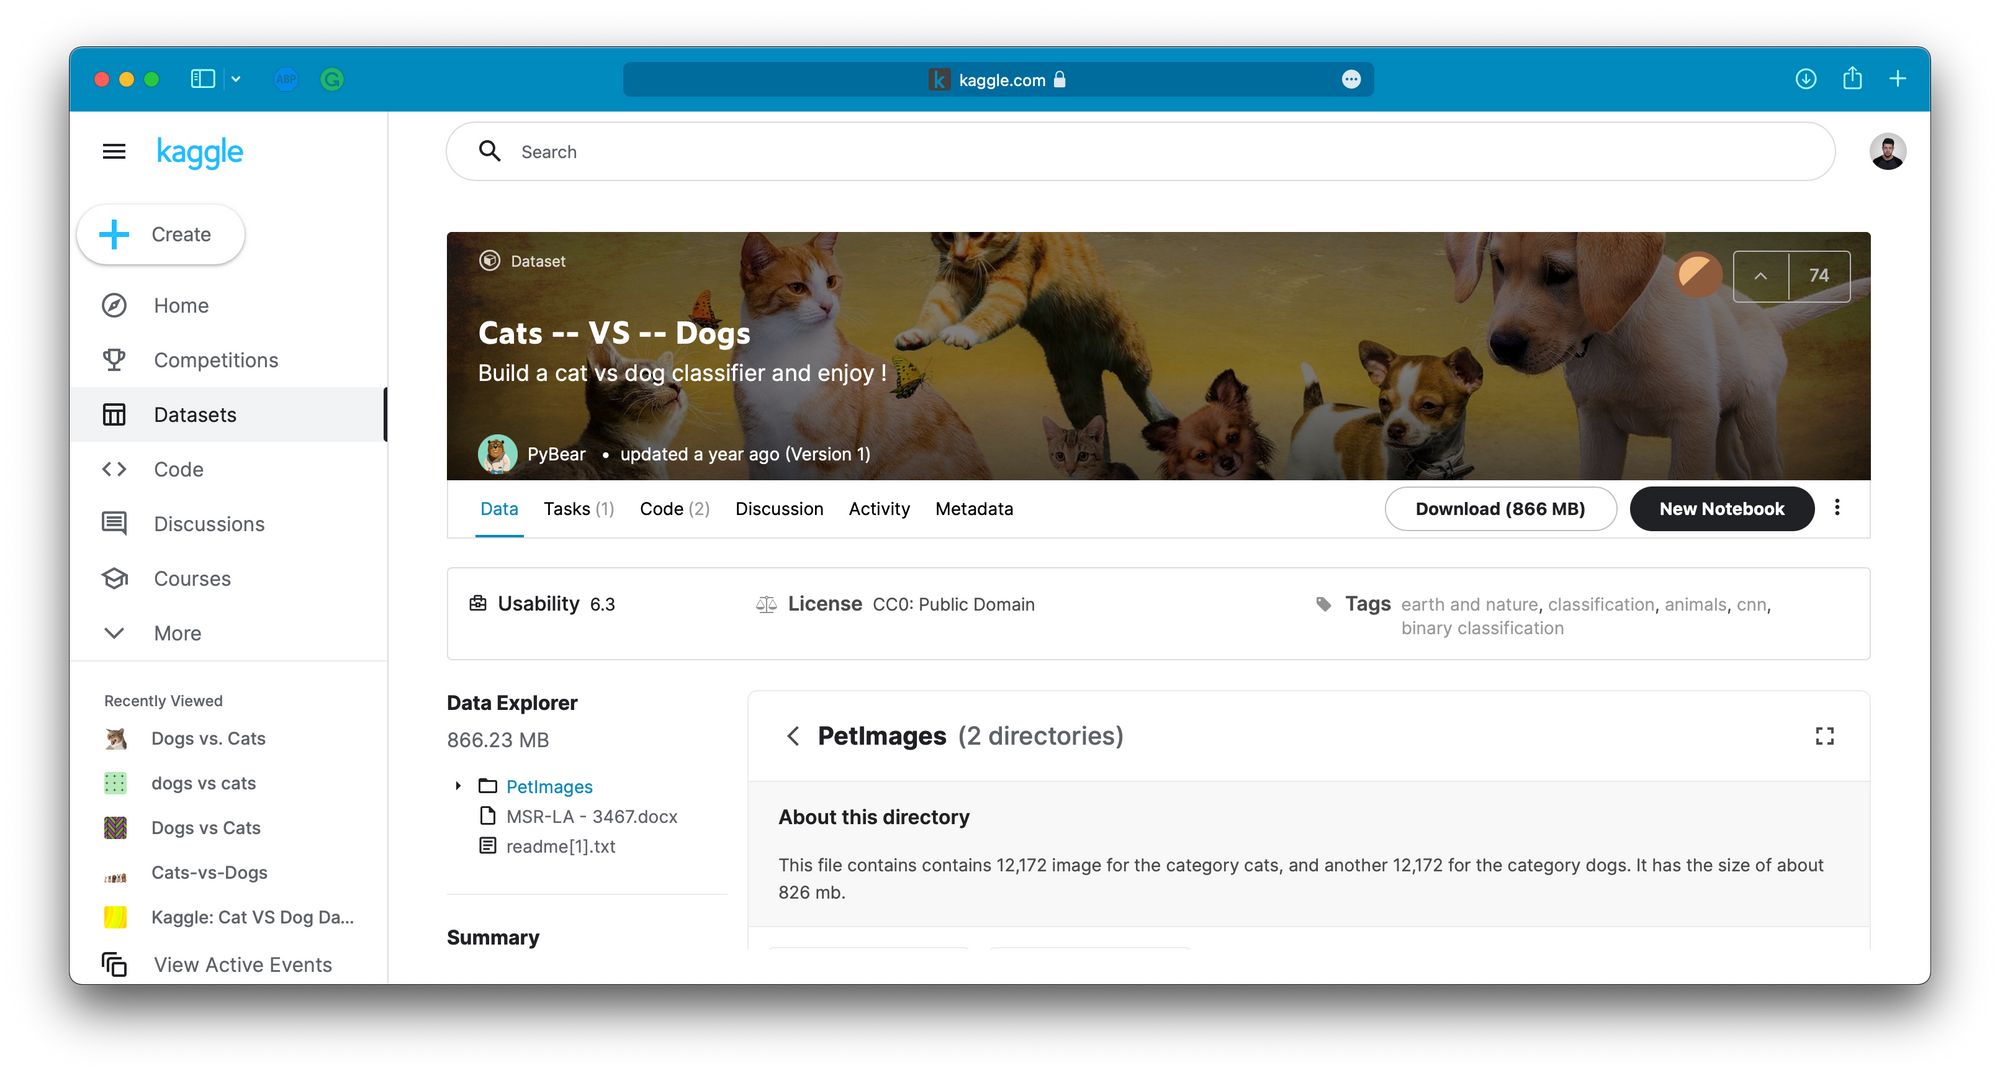 ABP
k kaggle.com
kaggle
Search
Create
Home
Competitions
Datasets
Code
Discussions
Courses
More
Recently Viewed
Dogs vs. Cats
dogs vs cats
Dogs vs Cats
Cats-vs-Dogs
Kaggle: Cat VS Dog Da...
View Active Events
Dataset
74
Cats -- VS -- Dogs
Build a cat vs dog classifier and enjoy !
PyBear • updated a year ago (Version 1)
Data Tasks (1) Code (2) Discussion Activity Metadata Download (866 MB) New Notebook
Usability 6.3 License CC0: Public Domain Tags earth and nature, classification, animals, cnn,
binary classification
Data Explorer
866.23 MB
PetImages
MSR-LA - 3467.docx
readme[1].txt
Summary
PetImages (2 directories)
About this directory
This file contains contains 12,172 image for the category cats, and another 12,172 for the category dogs. It has the size of about
826 mb.